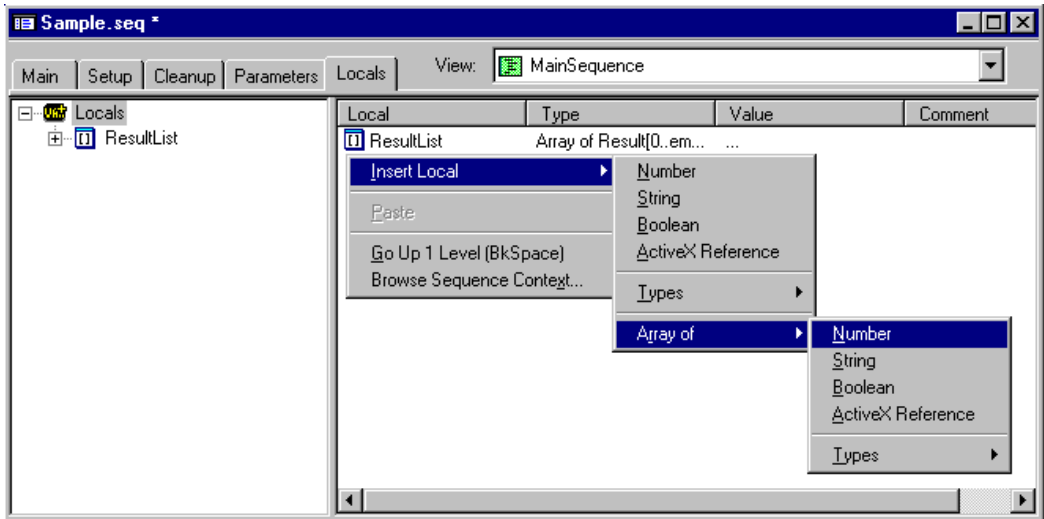 Sample.seq *
Main Setup Cleanup Parameters Locals View: MainSequence
Locals
ResultList
Local Type Value Comment
ResultList Array of Result[0..em... ...
Insert Local
Paste
Go Up 1 Level (BkSpace)
Browse Sequence Context...
Number
String
Boolean
ActiveX Reference
Types
Array of
Number
String
Boolean
ActiveX Reference
Types